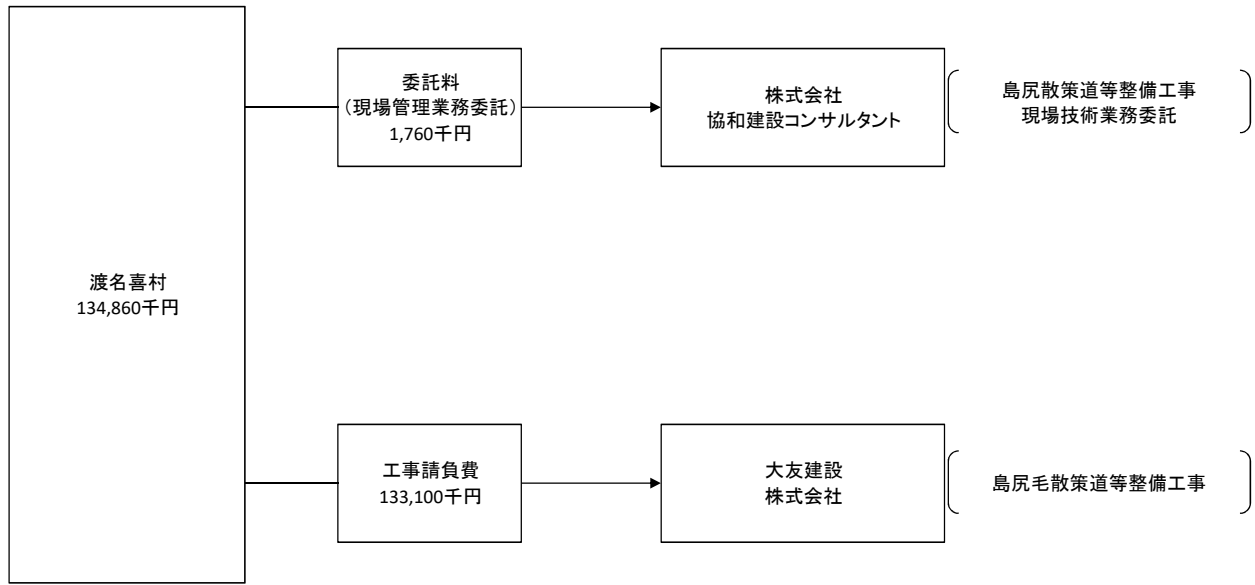 渡名喜村
134,860千円
委託料
（現場管理業務委託）
1,760千円
株式会社
協和建設コンサルタント
島尻散策道等整備工事
現場技術業務委託
工事請負費
133,100千円
大友建設
株式会社
島尻毛散策道等整備工事